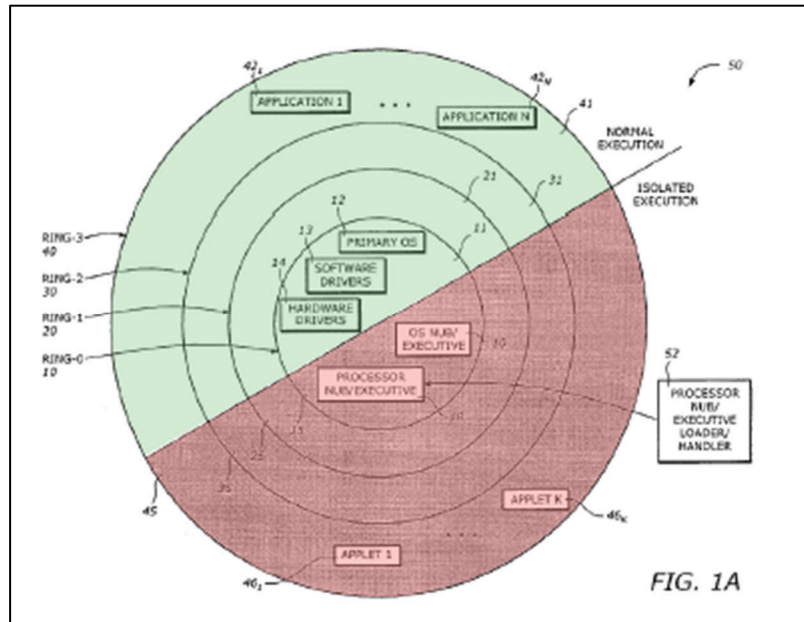 50
42₁
APPLICATION 1
• • •
42N
APPLICATION N
41
NORMAL
EXECUTION
ISOLATED
EXECUTION
21
31
12
11
PRIMARY OS
13
SOFTWARE
DRIVERS
14
HARDWARE
DRIVERS
RING-3
40
RING-2
30
RING-1
20
RING-0
10
OS NUB/
EXECUTIVE
PROCESSOR
NUB/EXECUTIVE
52
PROCESSOR
NUB/
EXECUTIVE
LOADER/
HANDLER
15
35
45
APPLET K
46K
. . .
APPLET 1
46₁
FIG. 1A